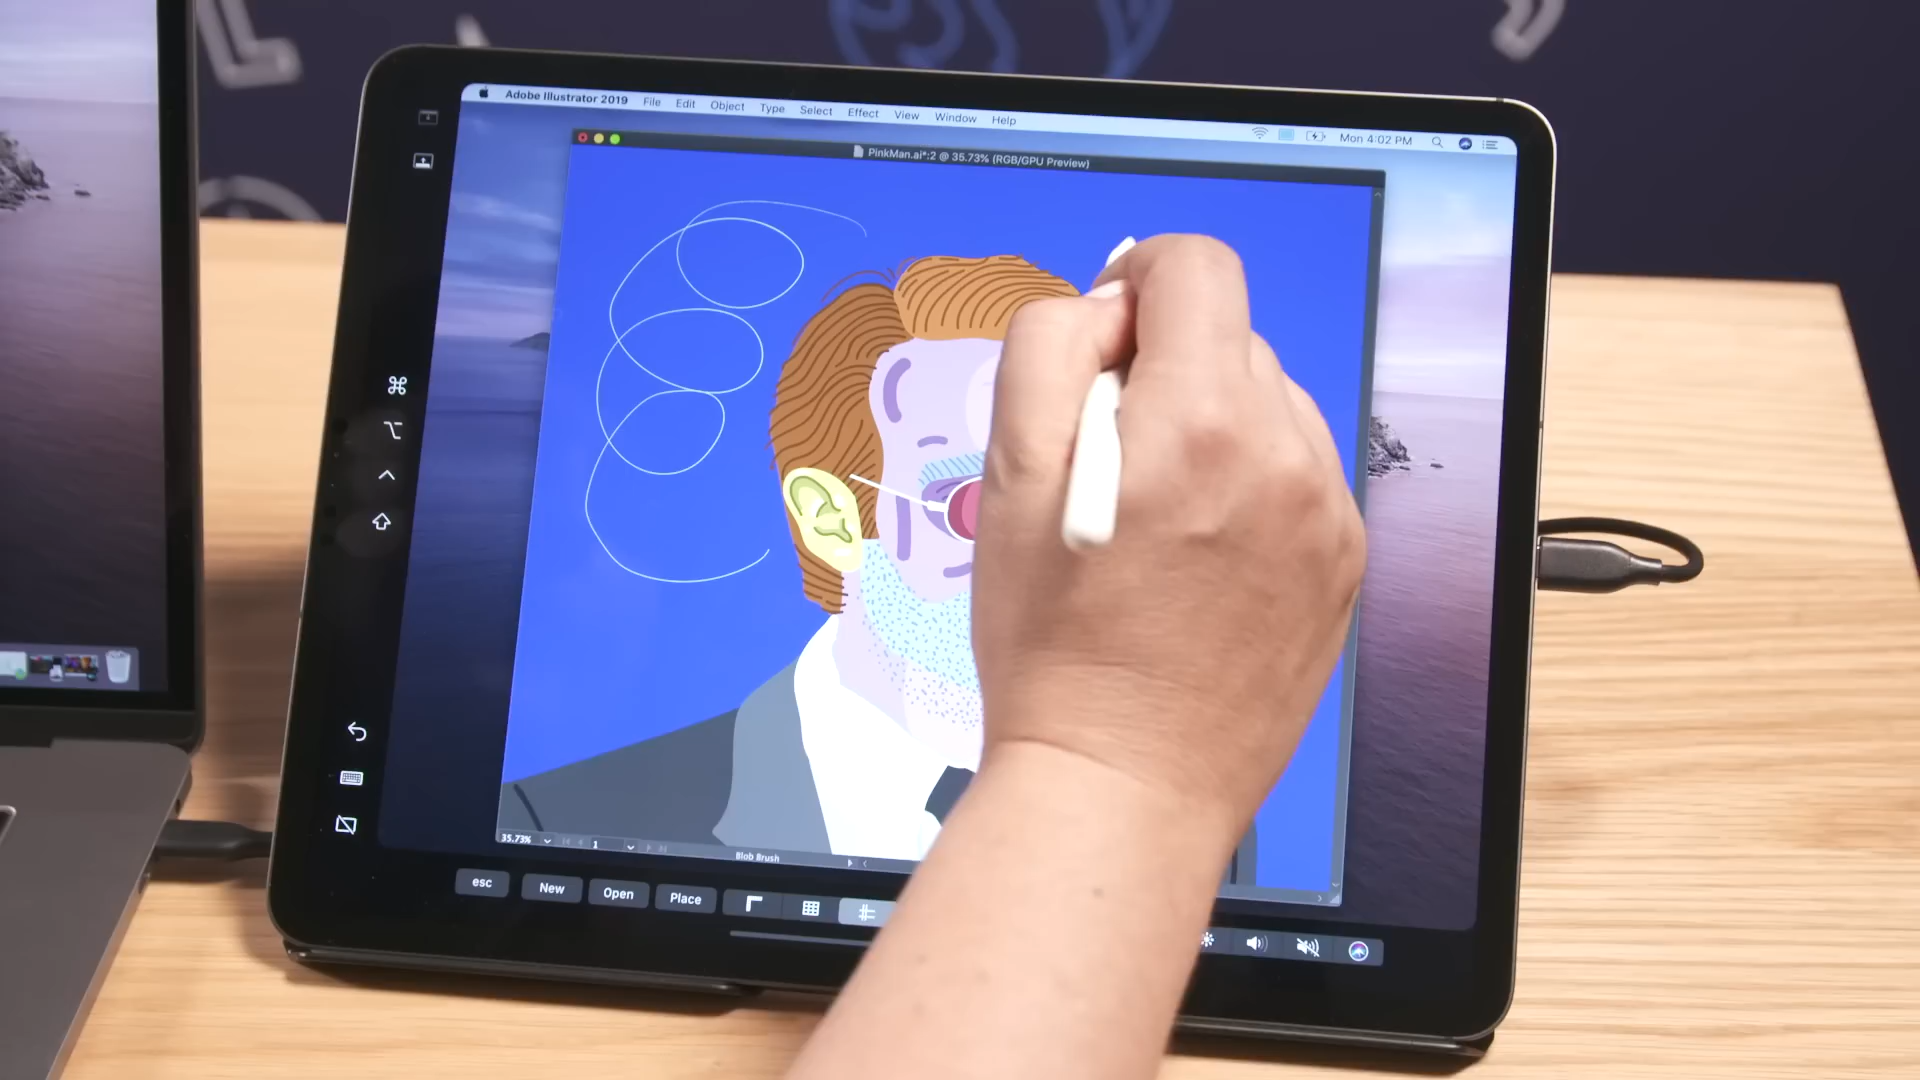 Adobe Illustrator 2019 File Edit Object Type Select Effect View Window Help Mon 4:02 PM
PinkMan.ai*:2 @ 35.73% (RGB/GPU Preview)
35.73% 1 Blob Brush
esc New Open Place